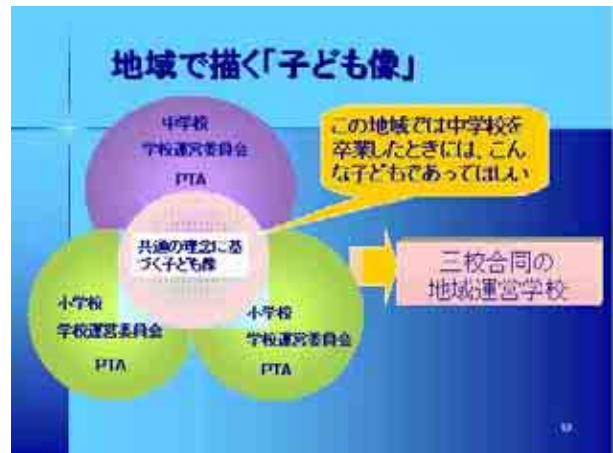 地域で描く「子ども像」
中学校
学校運営委員会
PTA
この地域では中学校を
卒業したときには、こん
な子どもであってほしい
共通の理念に基
づく子ども像
三校合同の
地域運営学校
小学校
学校運営委員会
PTA
小学校
学校運営委員会
PTA